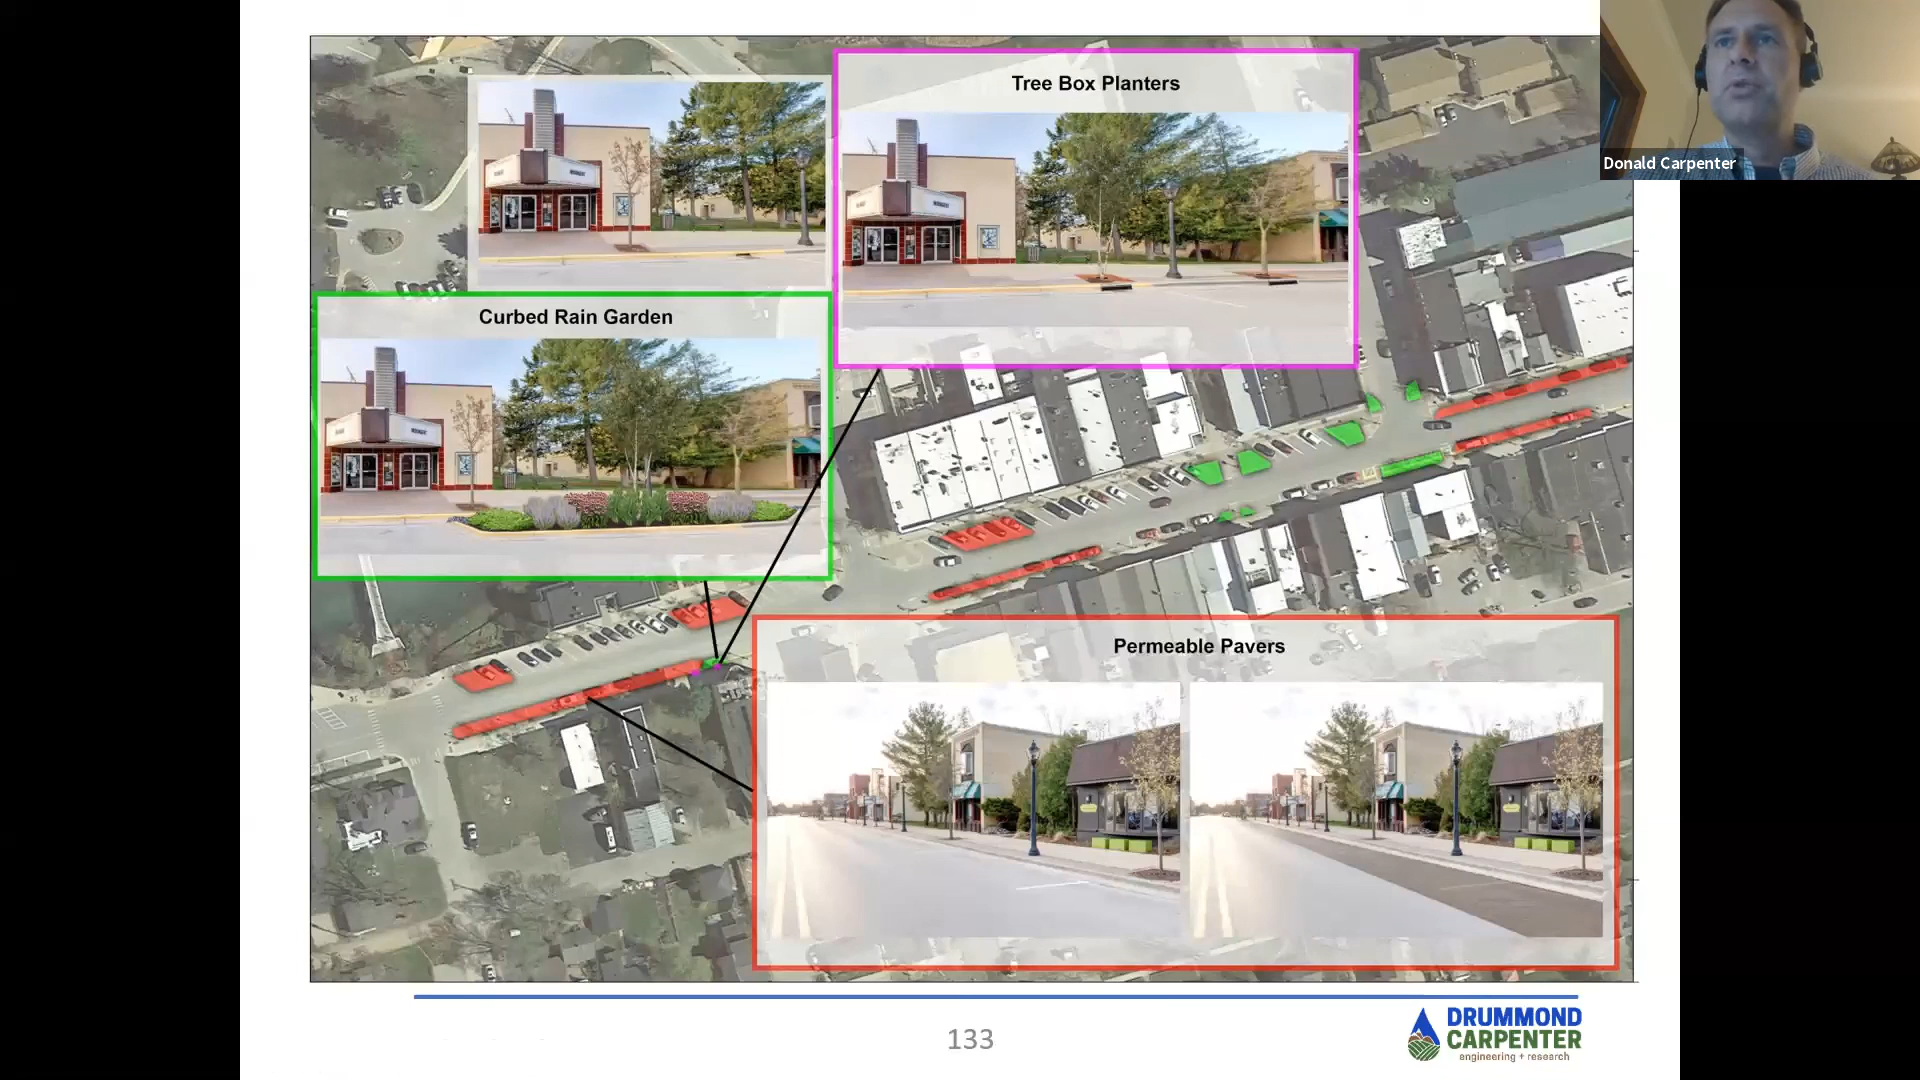 Tree Box Planters
Donald Carpenter
Curbed Rain Garden
Permeable Pavers
133
DRUMMOND
CARPENTER
engineering + research